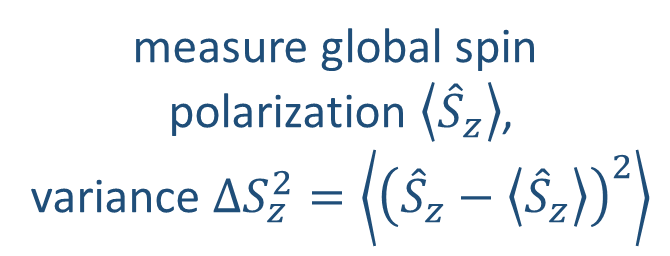 measure global spin
polarization ⟨Ŝ_z⟩,
variance ΔS_z^2 = ⟨(Ŝ_z − ⟨Ŝ_z⟩)^2⟩